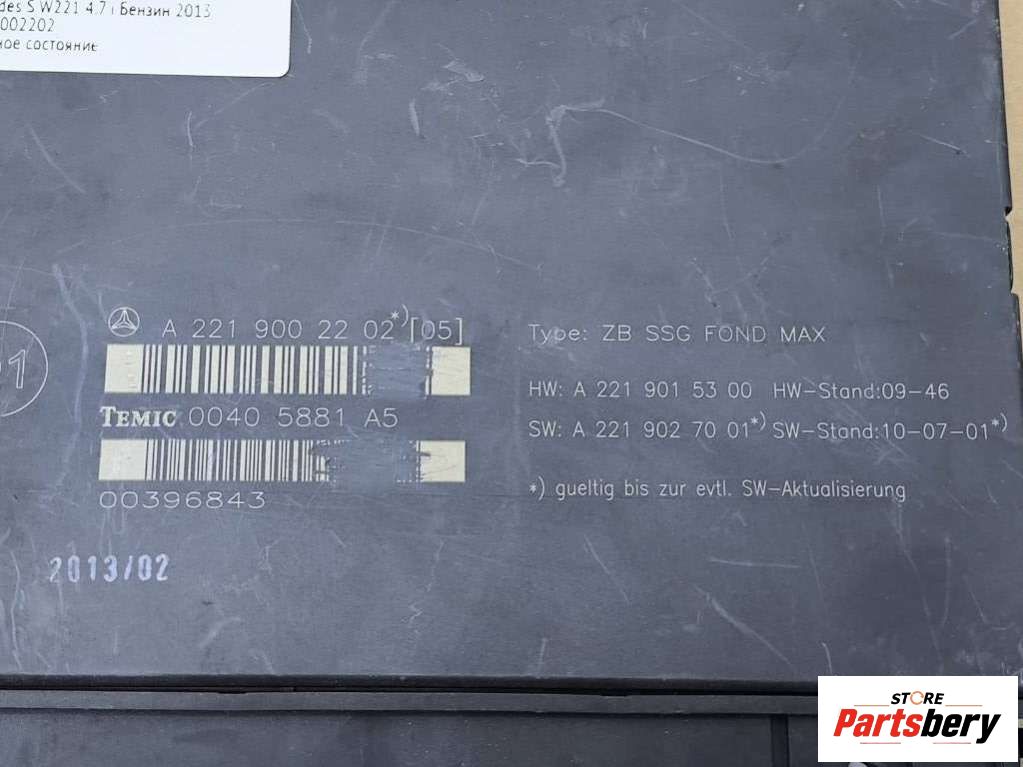 des S W221 4.7 i Бензин 2013
002202
ное состояние
A 221 900 22 02*)[05]
TEMIC 0040 5881 A5
00396843
2013/02
Type: ZB SSG FOND MAX
HW: A 221 901 53 00 HW-Stand:09-46
SW: A 221 902 70 01*) SW-Stand:10-07-01*)
*) gueltig bis zur evtl. SW-Aktualisierung
STORE
Partsbery